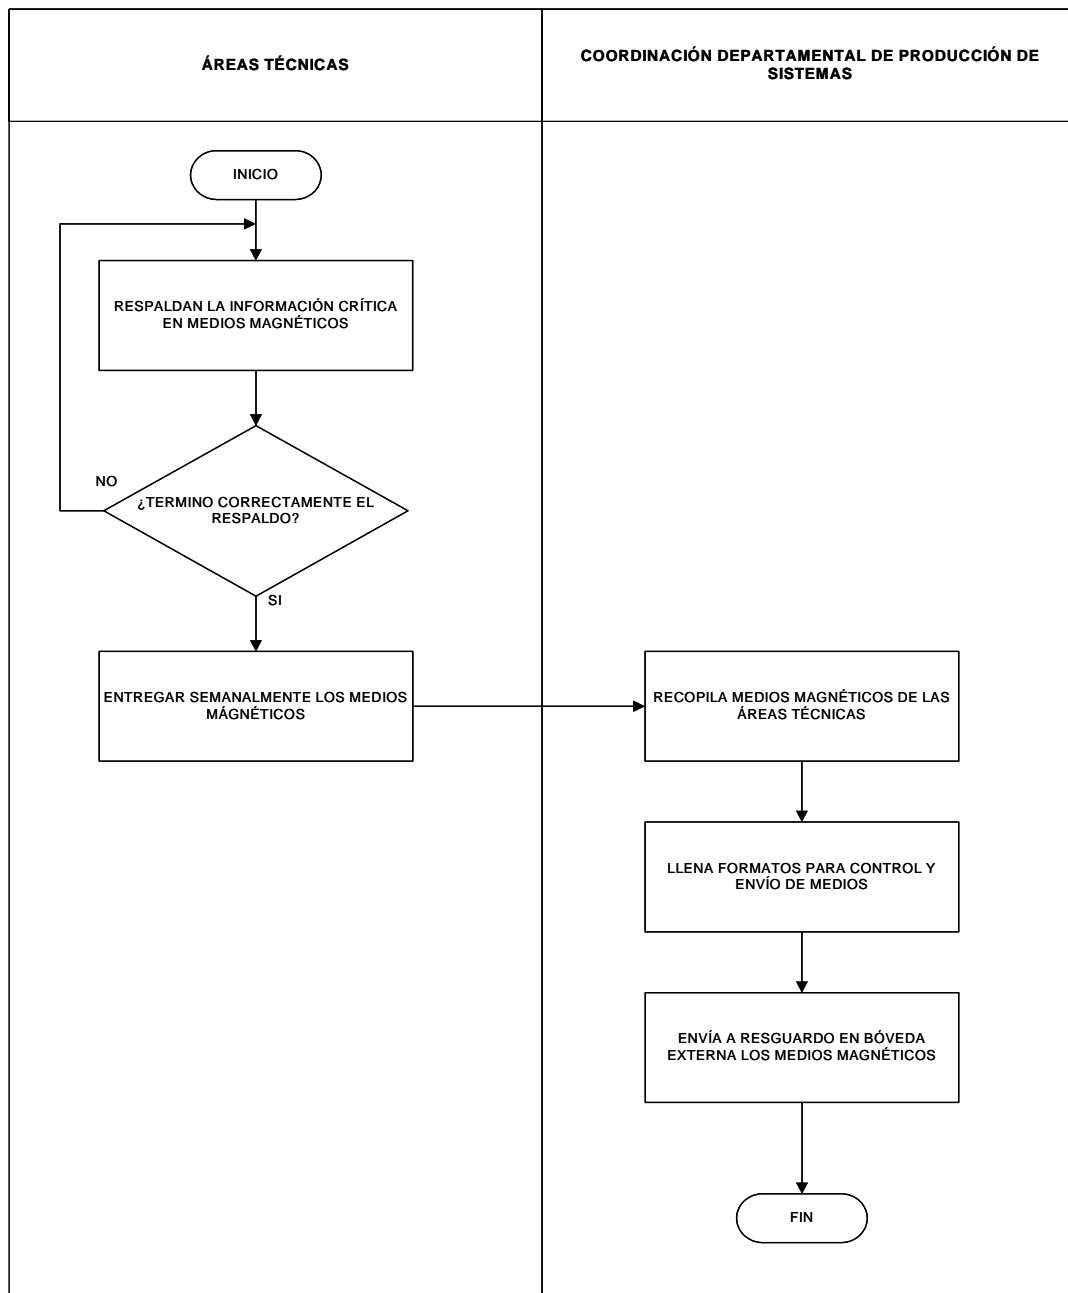 ÁREAS TÉCNICAS
COORDINACIÓN DEPARTAMENTAL DE PRODUCCIÓN DE
SISTEMAS
INICIO
RESPALDAN LA INFORMACIÓN CRÍTICA
EN MEDIOS MAGNÉTICOS
NO
¿TERMINO CORRECTAMENTE EL
RESPALDO?
SI
ENTREGAR SEMANALMENTE LOS MEDIOS
MÁGNÉTICOS
RECOPILA MEDIOS MAGNÉTICOS DE LAS
ÁREAS TÉCNICAS
LLENA FORMATOS PARA CONTROL Y
ENVÍO DE MEDIOS
ENVÍA A RESGUARDO EN BÓVEDA
EXTERNA LOS MEDIOS MAGNÉTICOS
FIN